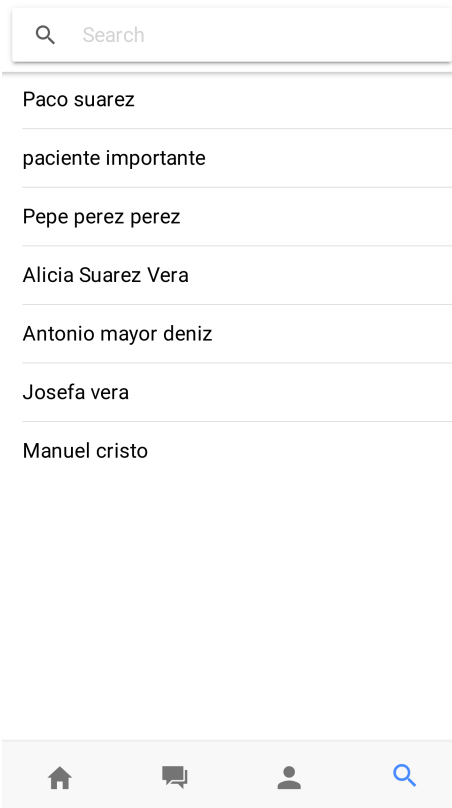 Search
Paco suarez
paciente importante
Pepe perez perez
Alicia Suarez Vera
Antonio mayor deniz
Josefa vera
Manuel cristo